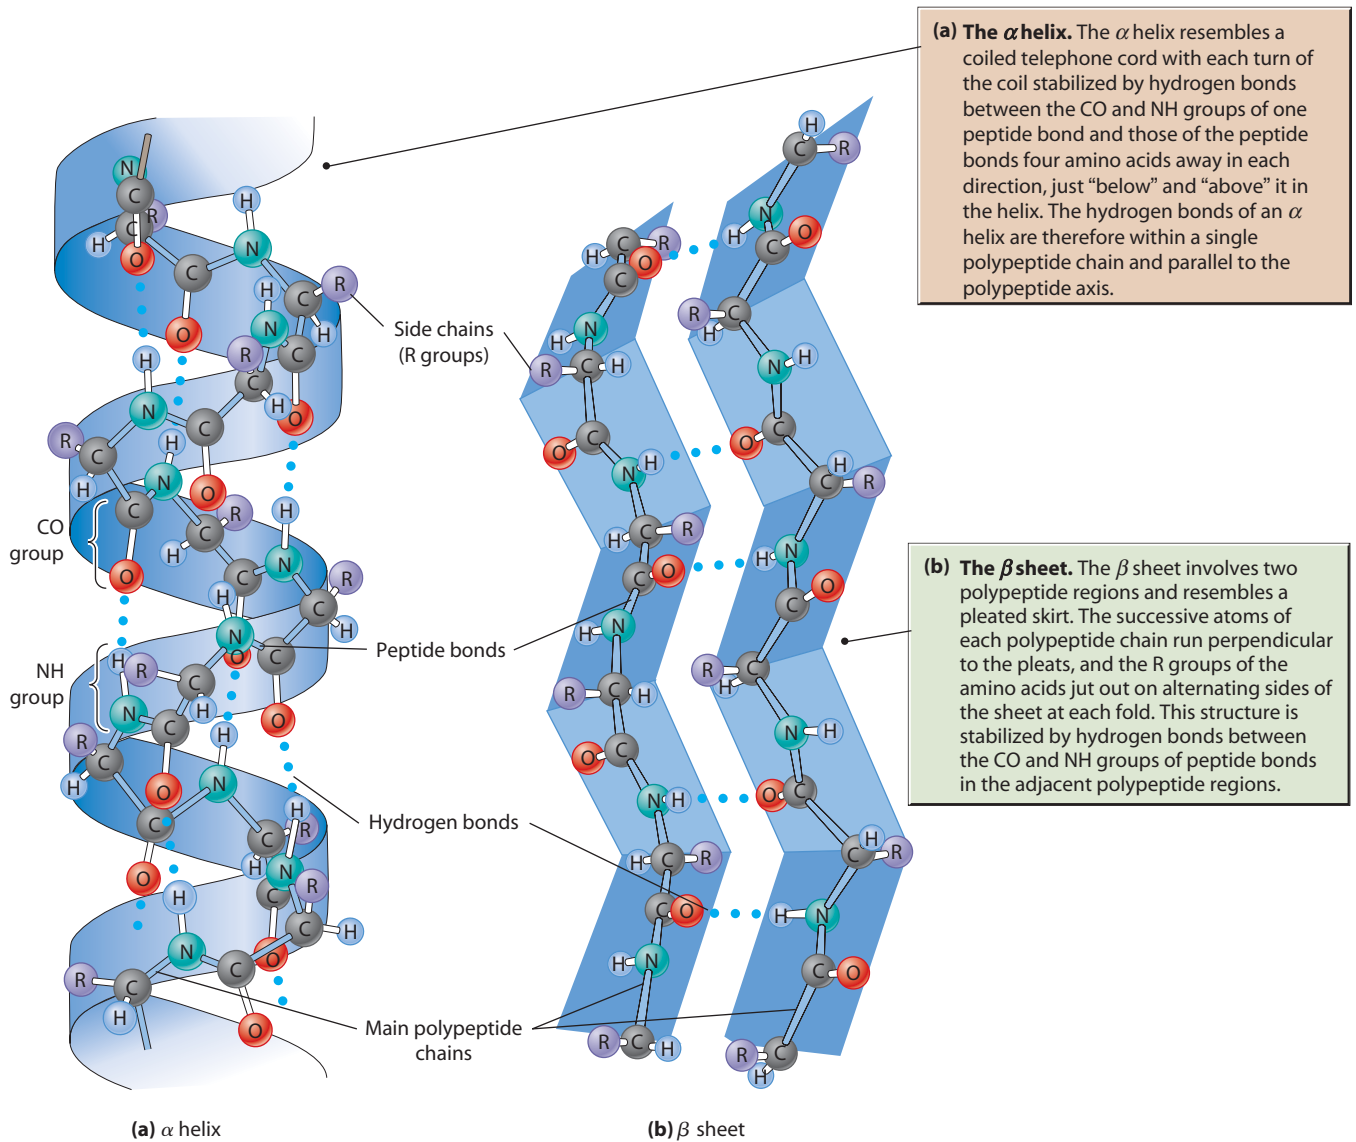 (a) The α helix. The α helix resembles a
coiled telephone cord with each turn of
the coil stabilized by hydrogen bonds
between the CO and NH groups of one
peptide bond and those of the peptide
bonds four amino acids away in each
direction, just “below” and “above” it in
the helix. The hydrogen bonds of an α
helix are therefore within a single
polypeptide chain and parallel to the
polypeptide axis.
Side chains
(R groups)
CO
group
NH
group
Peptide bonds
Hydrogen bonds
Main polypeptide
chains
(b) The β sheet. The β sheet involves two
polypeptide regions and resembles a
pleated skirt. The successive atoms of
each polypeptide chain run perpendicular
to the pleats, and the R groups of the
amino acids jut out on alternating sides of
the sheet at each fold. This structure is
stabilized by hydrogen bonds between
the CO and NH groups of peptide bonds
in the adjacent polypeptide regions.
(a) α helix
(b) β sheet